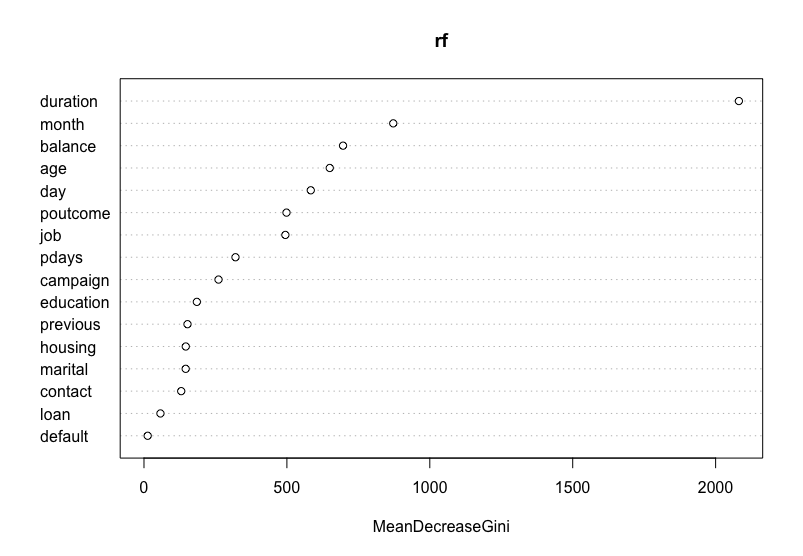 rf
duration
month
balance
age
day
poutcome
job
pdays
campaign
education
previous
housing
marital
contact
loan
default
0 500 1000 1500 2000
MeanDecreaseGini